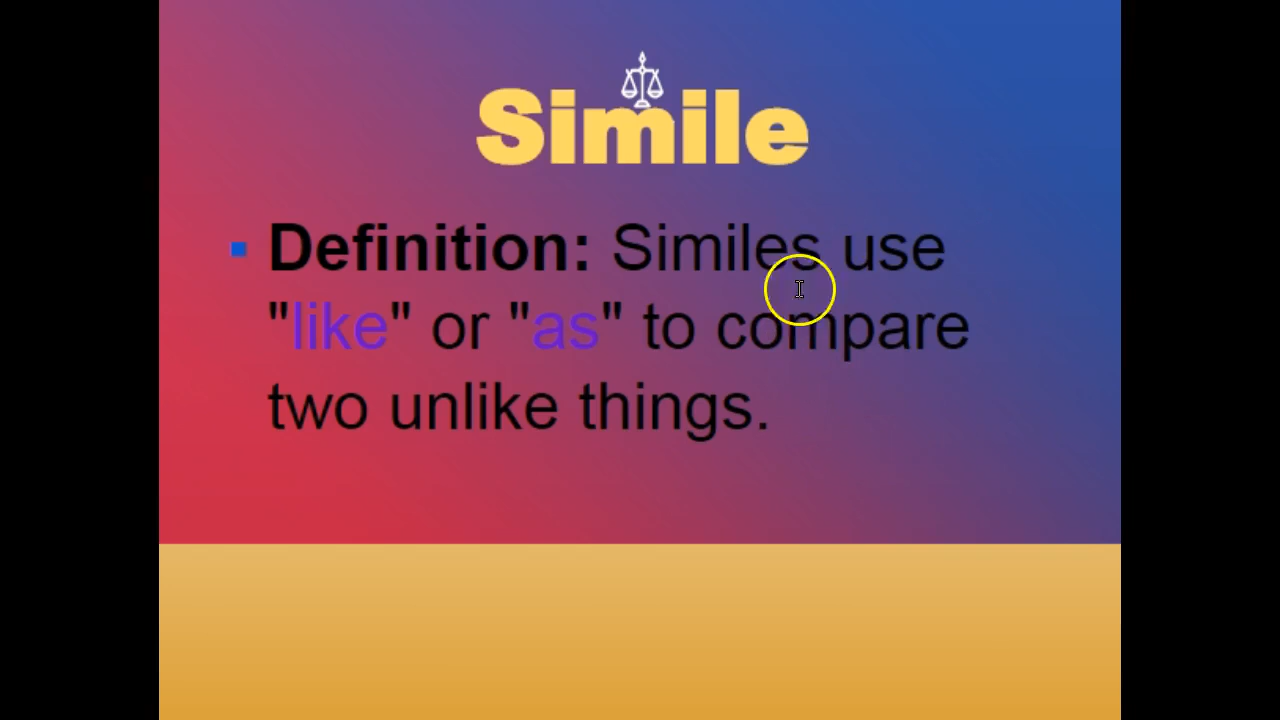 Simile
Definition: Similes use
"like" or "as" to compare
two unlike things.